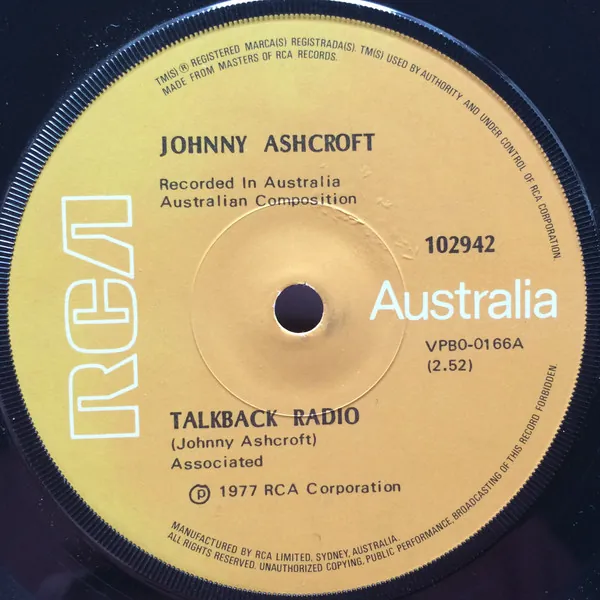 TM(S) ® REGISTERED MARCA(S) REGISTRADA(S). TM(S) USED BY AUTHORITY AND UNDER CONTROL OF RCA CORPORATION.
MADE FROM MASTERS OF RCA RECORDS.
JOHNNY ASHCROFT
Recorded In Australia
Australian Composition
RCA
102942
Australia
VPBO-0166A
(2.52)
TALKBACK RADIO
(Johnny Ashcroft)
Associated
℗ 1977 RCA Corporation
MANUFACTURED BY RCA LIMITED, SYDNEY, AUSTRALIA.
ALL RIGHTS RESERVED. UNAUTHORIZED COPYING, PUBLIC PERFORMANCE, BROADCASTING OF THIS RECORD FORBIDDEN.